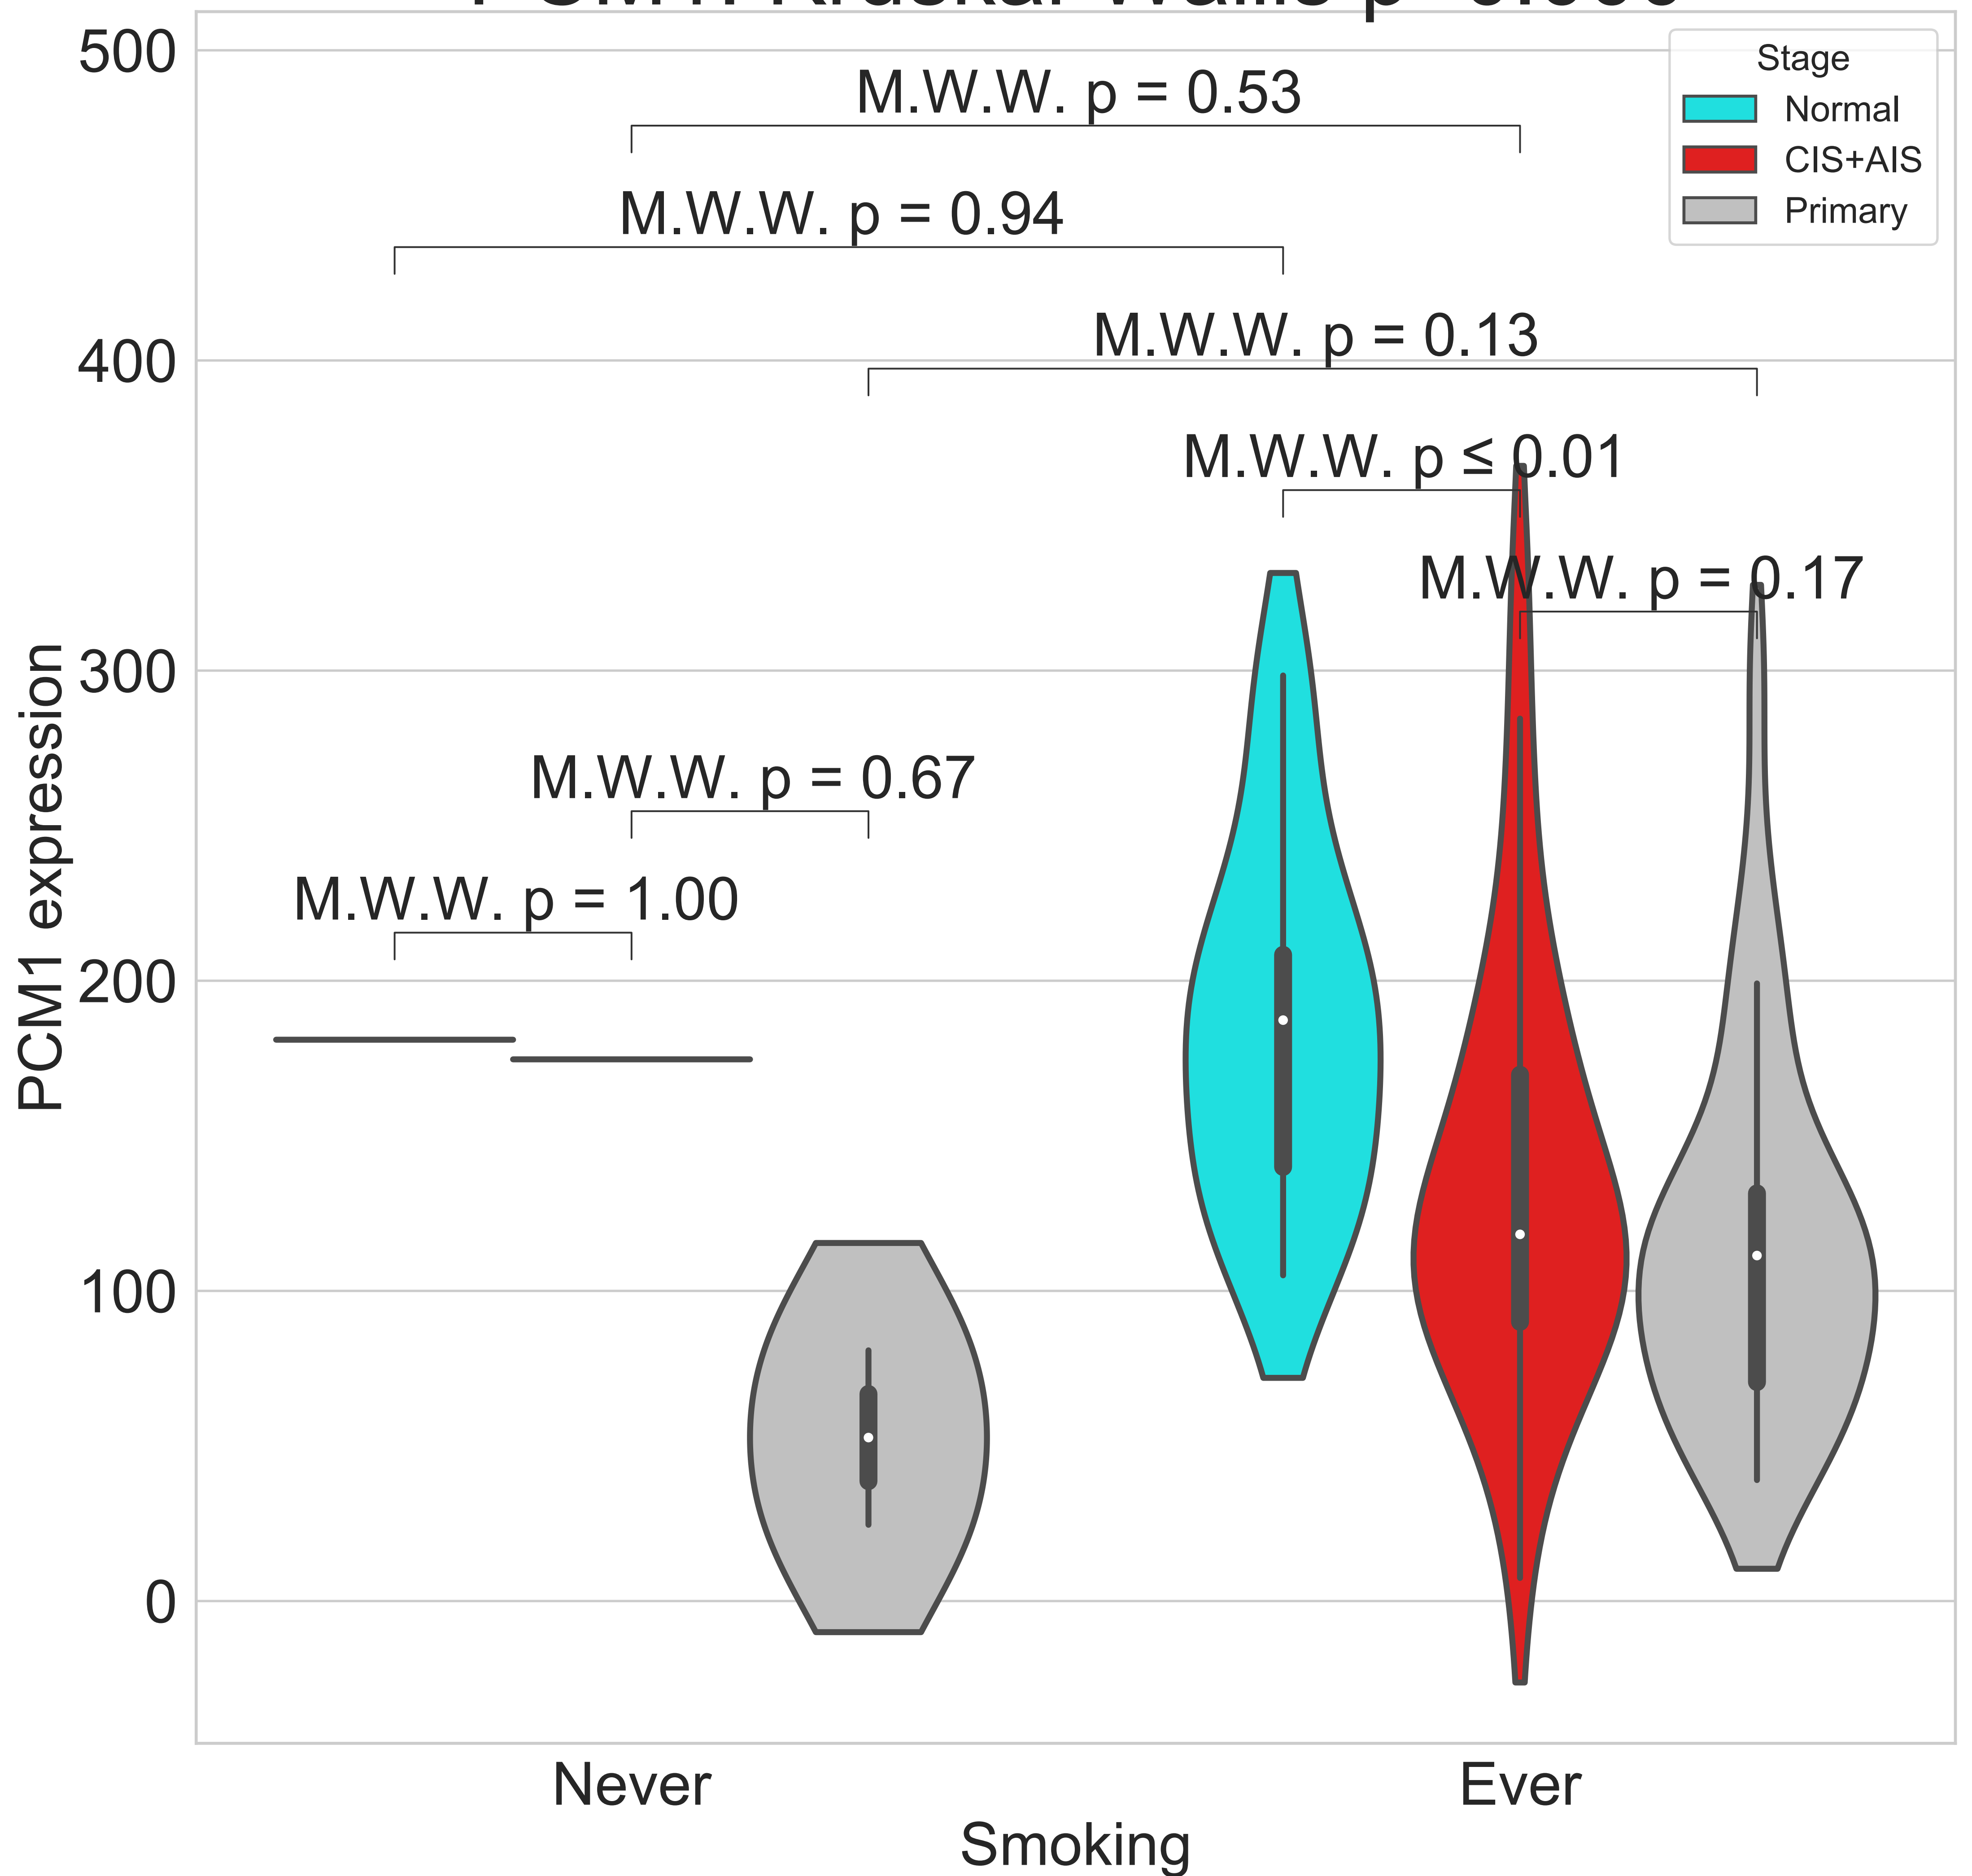 500
M.W.W. p = 0.53
M.W.W. p = 0.94
400
M.W.W. p = 0.13
M.W.W. p ≤ 0.01
M.W.W. p = 0.17
300
M.W.W. p = 0.67
M.W.W. p = 1.00
200
100
0
PCM1 expression
Stage
Normal
CIS+AIS
Primary
Never
Ever
Smoking